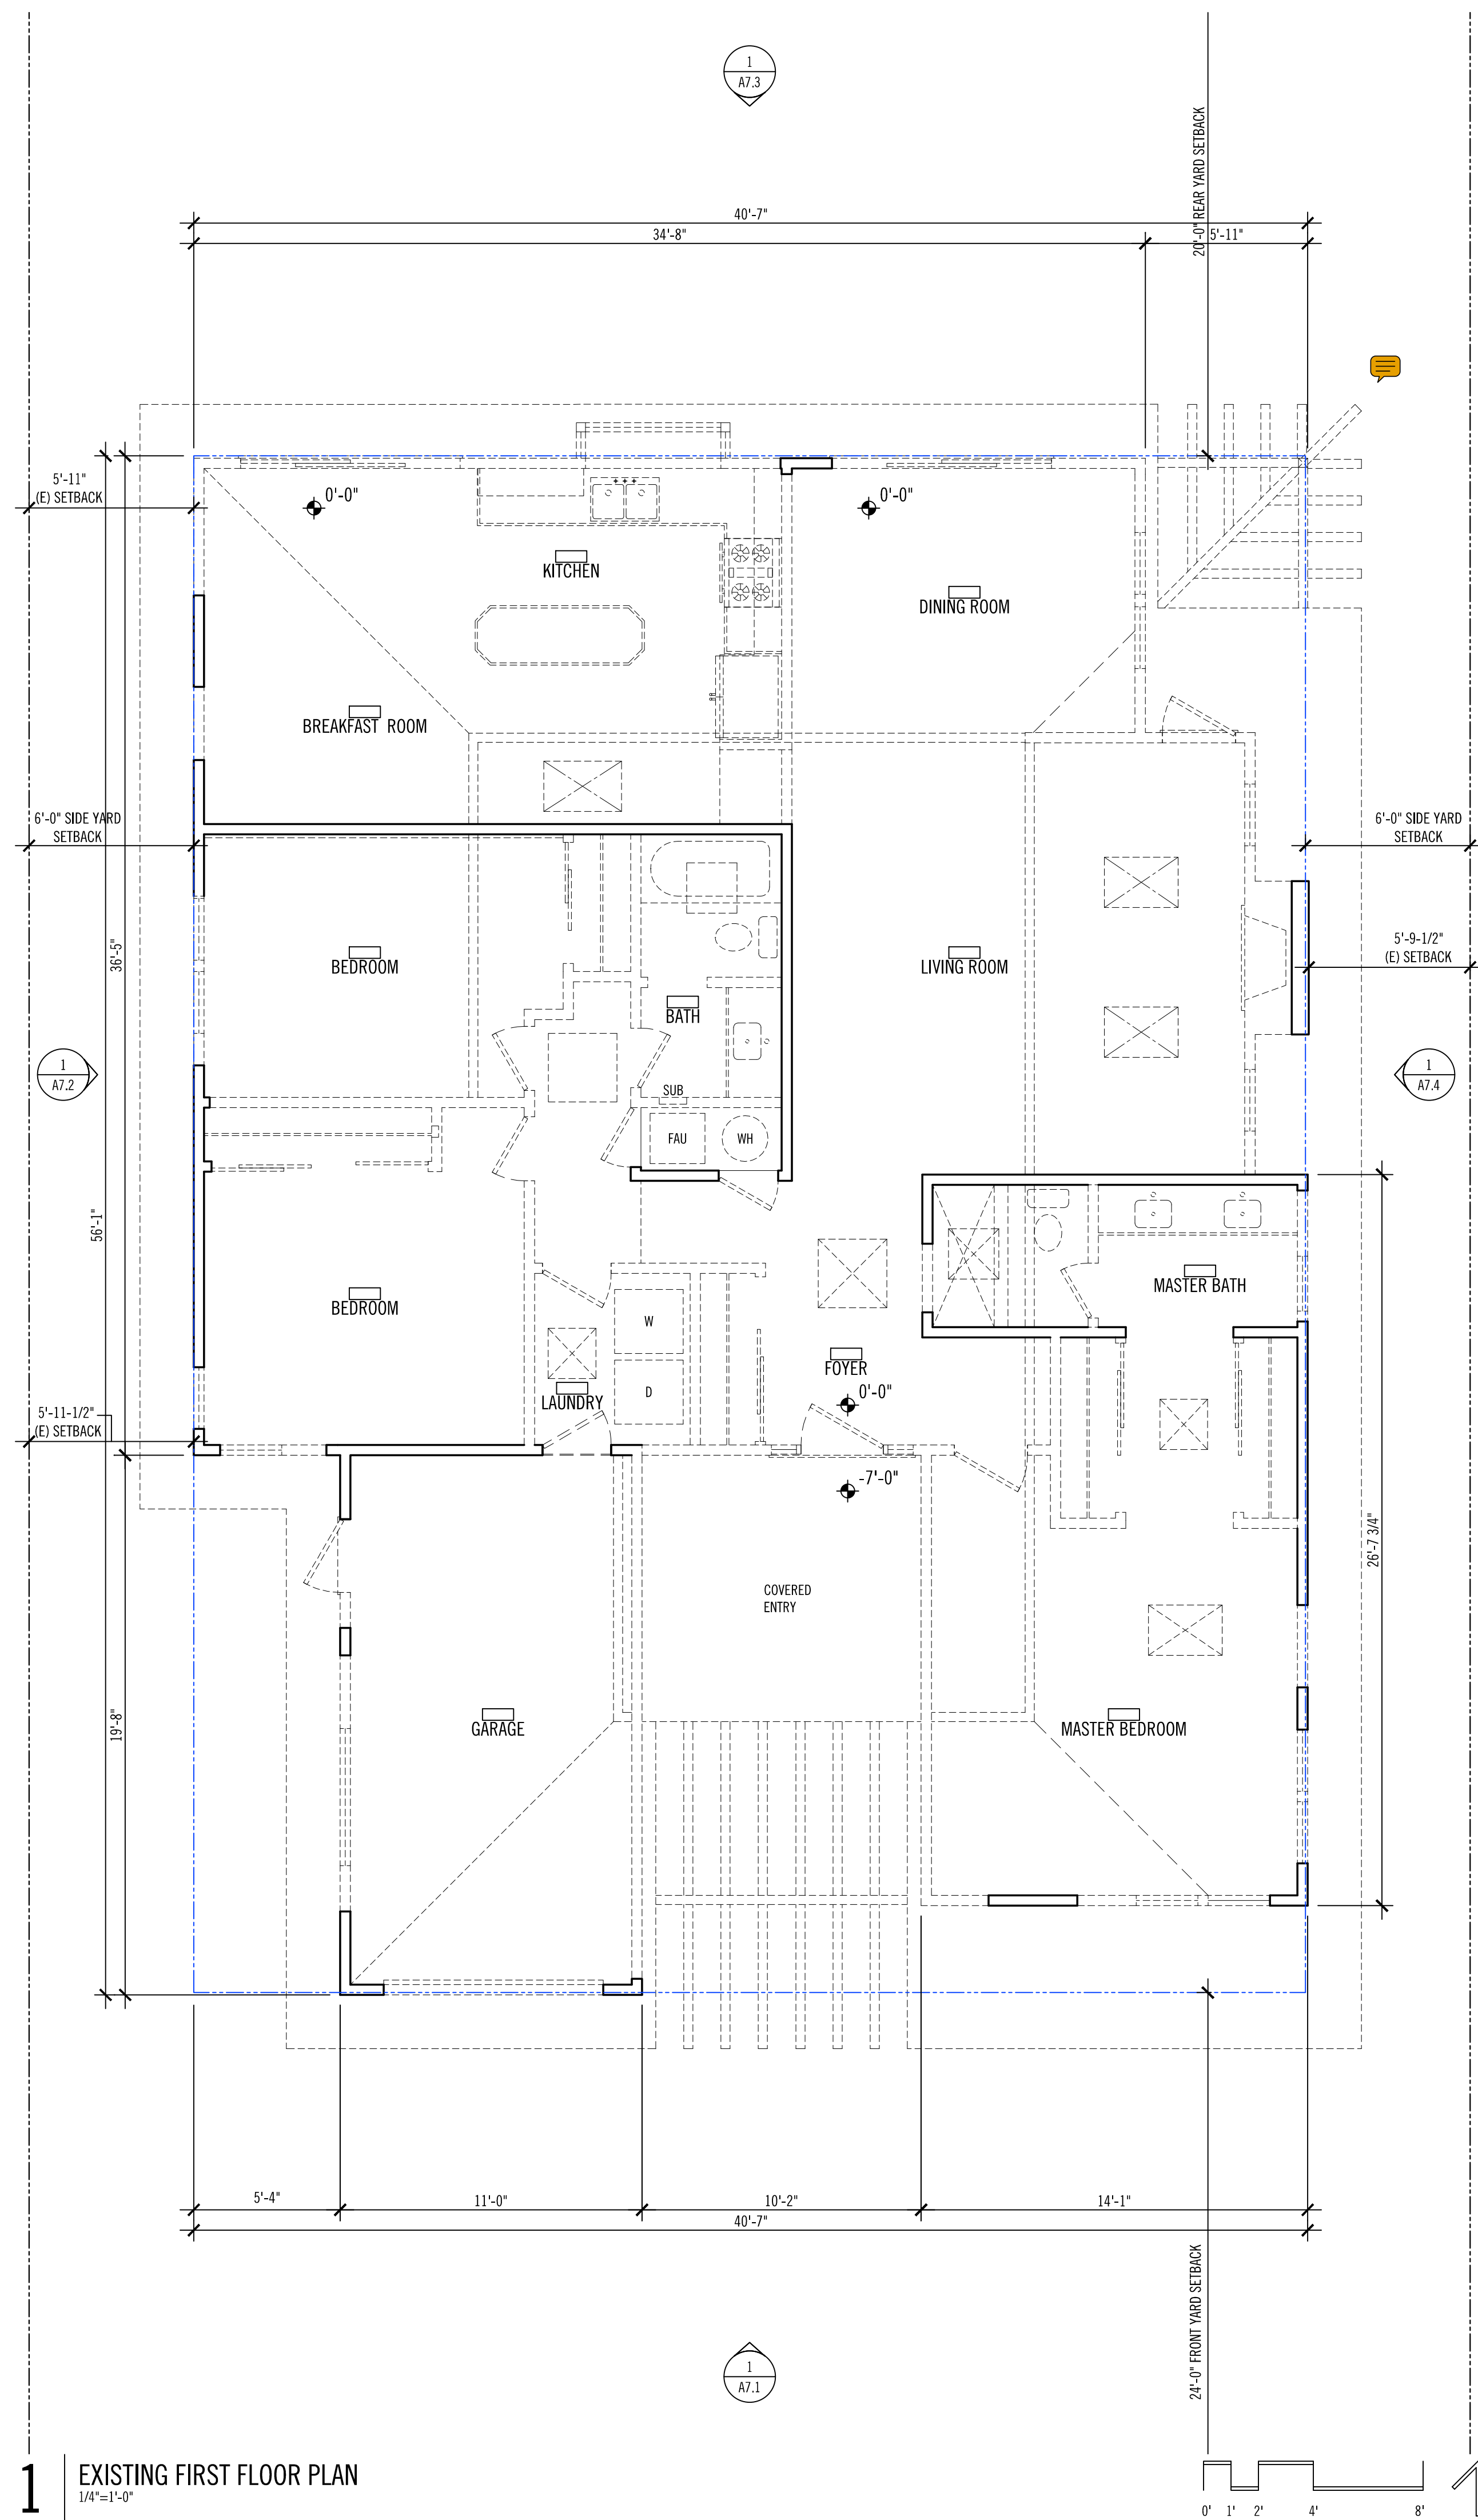 1
A7.3
20'-0" REAR YARD SETBACK
40'-7"
34'-8"
5'-11"
5'-11"
(E) SETBACK
0'-0"
0'-0"
KITCHEN
DINING ROOM
BREAKFAST ROOM
6'-0" SIDE YARD
SETBACK
6'-0" SIDE YARD
SETBACK
36'-5"
5'-9-1/2"
(E) SETBACK
BEDROOM
LIVING ROOM
BATH
1
A7.2
1
A7.4
SUB
FAU
WH
56'-1"
MASTER BATH
BEDROOM
W
FOYER
D
LAUNDRY
0'-0"
5'-11-1/2"
(E) SETBACK
-7'-0"
26'-7 3/4"
COVERED
ENTRY
19'-8"
GARAGE
MASTER BEDROOM
5'-4"
11'-0"
10'-2"
14'-1"
40'-7"
24'-0" FRONT YARD SETBACK
1
A7.1
1
EXISTING FIRST FLOOR PLAN
1/4"=1'-0"
0' 1' 2' 4' 8'